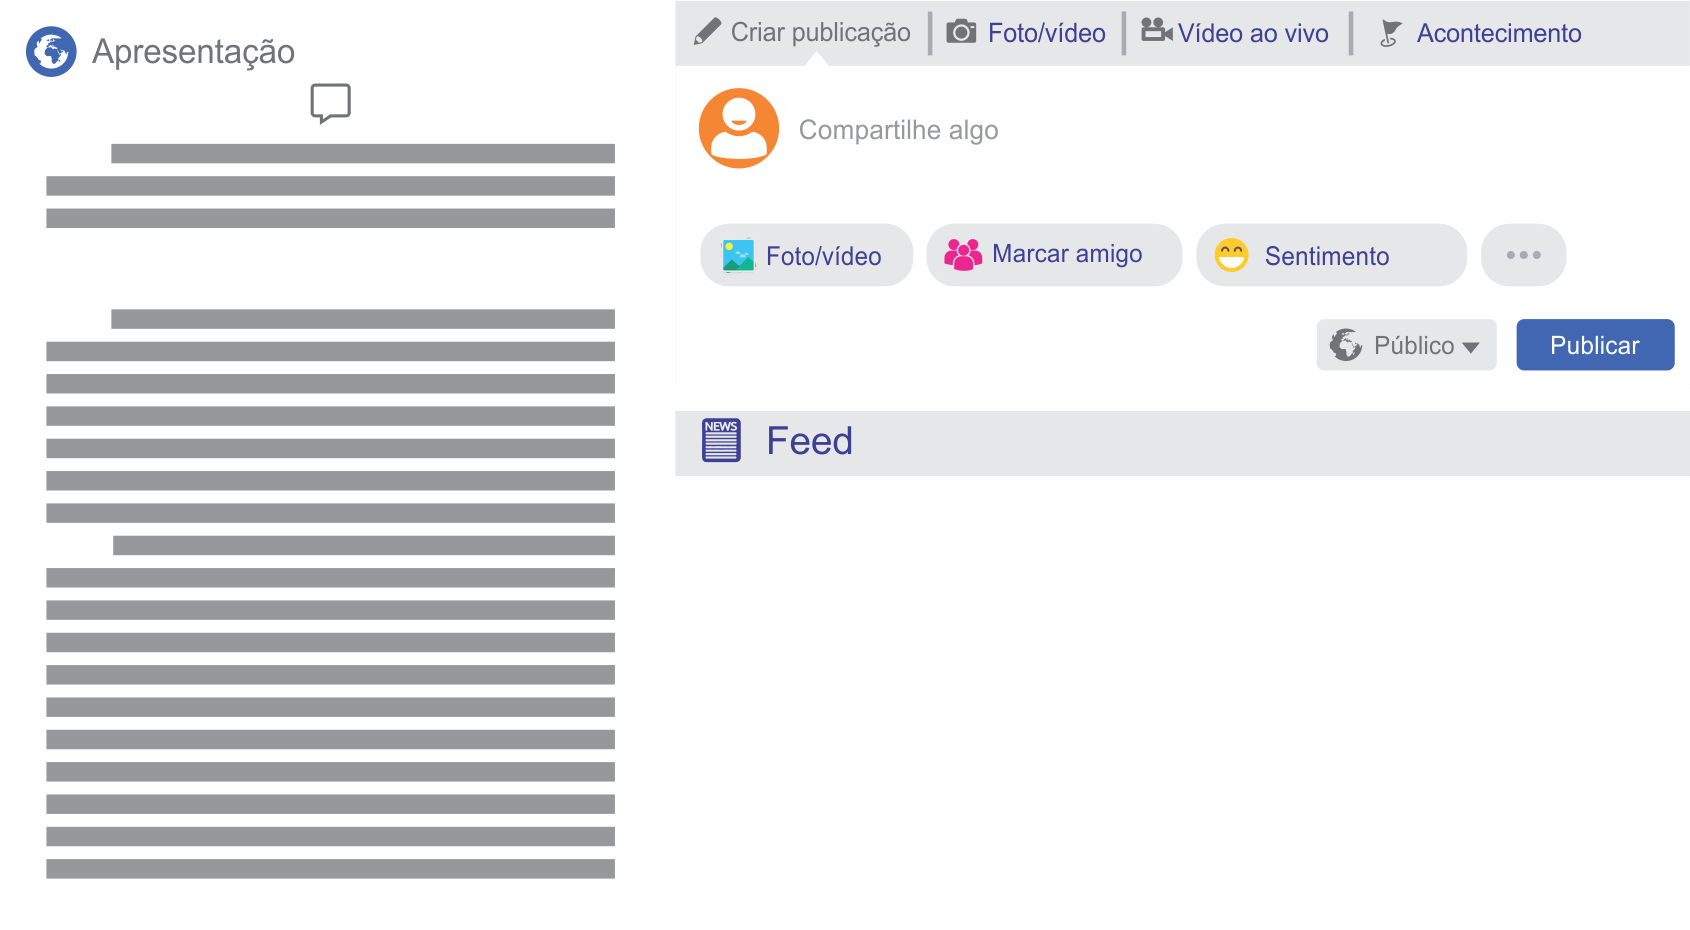 Apresentação
Criar publicação
Foto/vídeo
Vídeo ao vivo
Acontecimento
Compartilhe algo
Foto/vídeo
Marcar amigo
Sentimento
Público
Publicar
NEWS
Feed